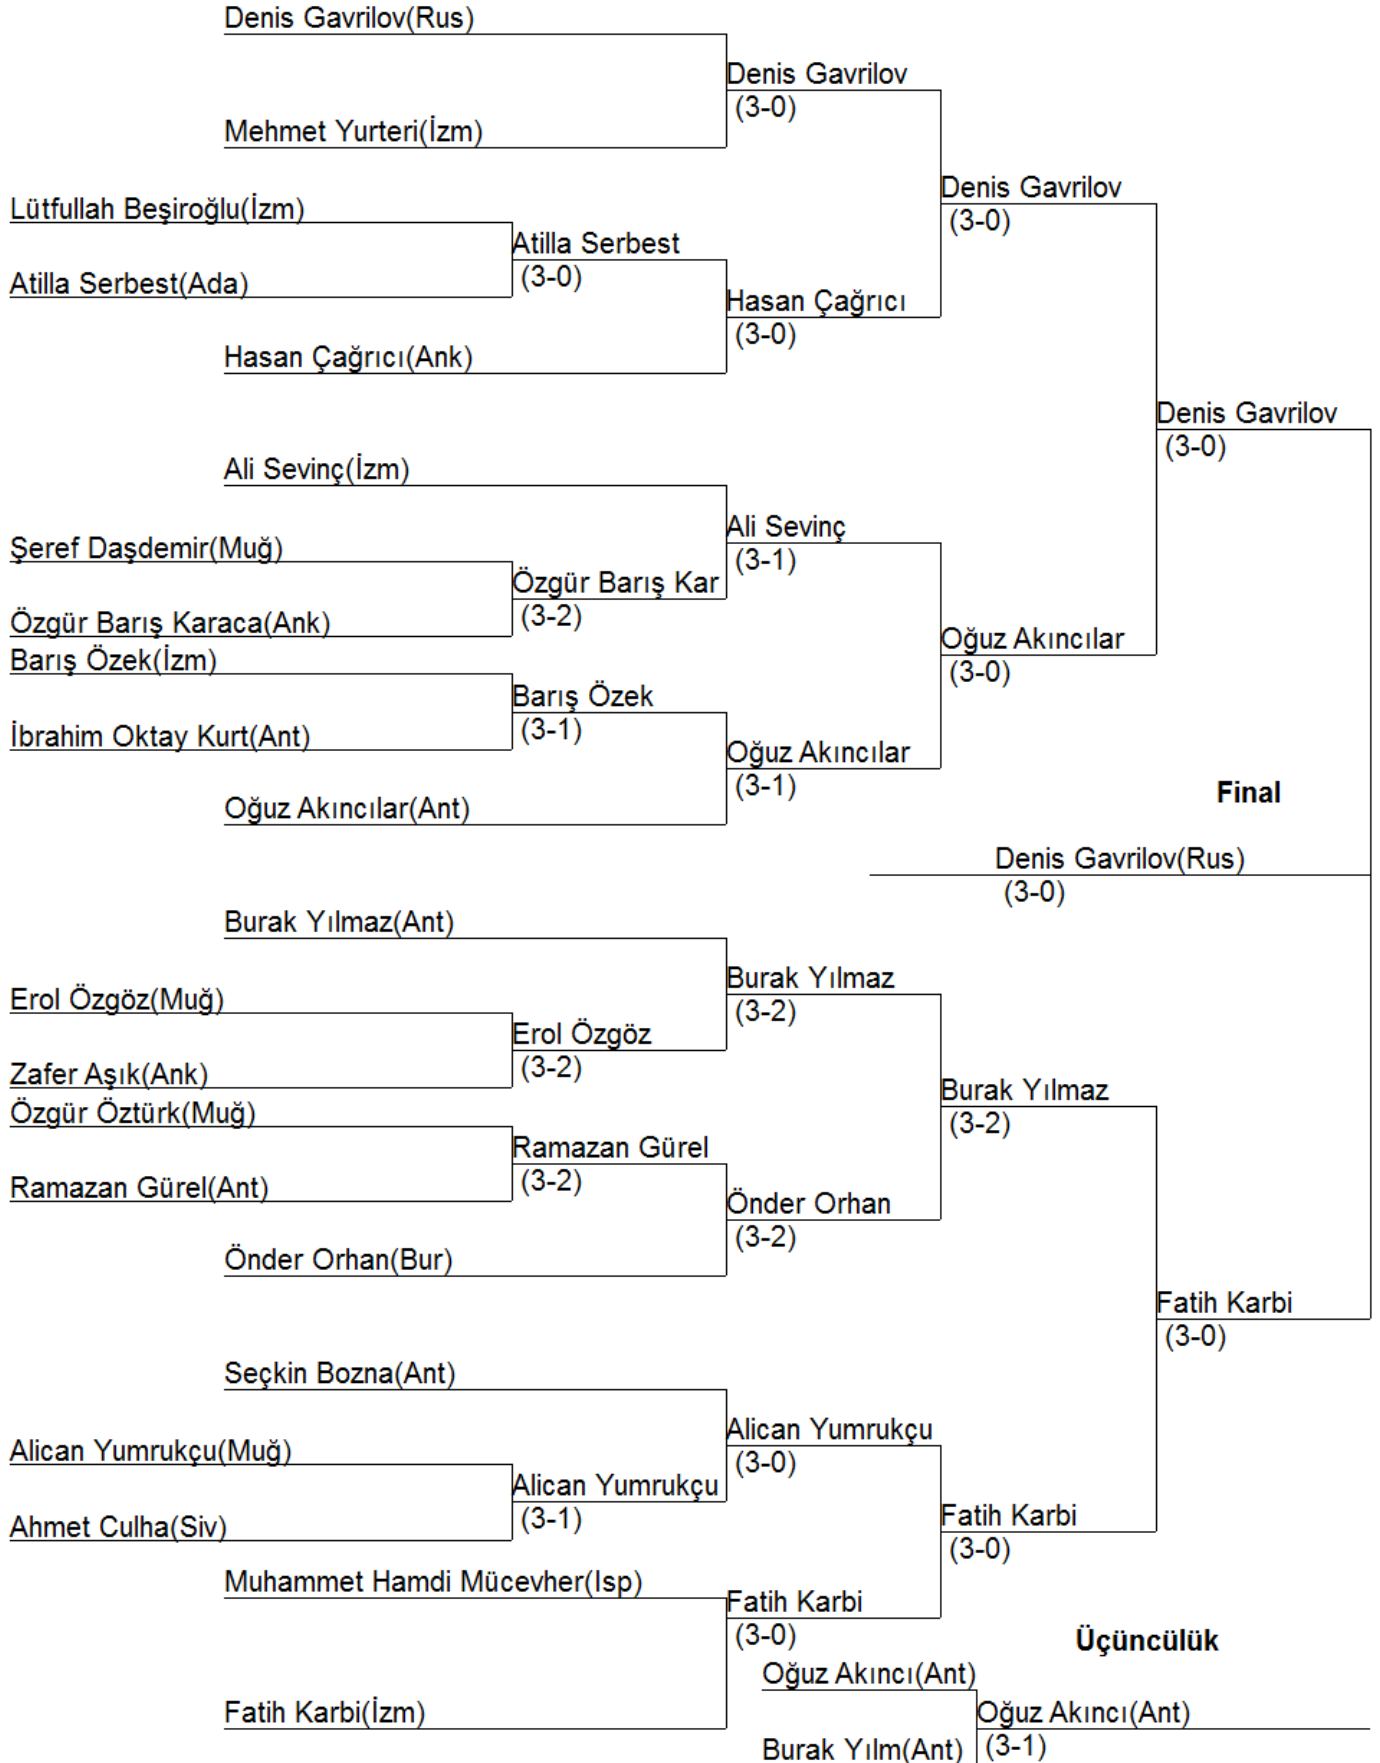 Denis Gavrilov(Rus)
Denis Gavrilov
(3-0)
Mehmet Yurteri(İzm)
Denis Gavrilov
(3-0)
Lütfullah Beşiroğlu(İzm)
Atilla Serbest
(3-0)
Atilla Serbest(Ada)
Hasan Çağrıcı
(3-0)
Hasan Çağrıcı(Ank)
Denis Gavrilov
(3-0)
Ali Sevinç(İzm)
Ali Sevinç
(3-1)
Şeref Daşdemir(Muğ)
Özgür Barış Kar
(3-2)
Özgür Barış Karaca(Ank)
Oğuz Akıncılar
(3-0)
Barış Özek(İzm)
Barış Özek
(3-1)
İbrahim Oktay Kurt(Ant)
Oğuz Akıncılar
(3-1)
Final
Oğuz Akıncılar(Ant)
Denis Gavrilov(Rus)
(3-0)
Burak Yılmaz(Ant)
Burak Yılmaz
(3-2)
Erol Özgöz(Muğ)
Erol Özgöz
(3-2)
Zafer Aşık(Ank)
Burak Yılmaz
(3-2)
Özgür Öztürk(Muğ)
Ramazan Gürel
(3-2)
Ramazan Gürel(Ant)
Önder Orhan
(3-2)
Önder Orhan(Bur)
Fatih Karbi
(3-0)
Seçkin Bozna(Ant)
Alican Yumrukçu
(3-0)
Alican Yumrukçu(Muğ)
Alican Yumrukçu
(3-1)
Ahmet Culha(Siv)
Fatih Karbi
(3-0)
Muhammet Hamdi Mücevher(Isp)
Fatih Karbi
(3-0)
Üçüncülük
Oğuz Akıncı(Ant)
Fatih Karbi(İzm)
Oğuz Akıncı(Ant)
(3-1)
Burak Yılm(Ant)